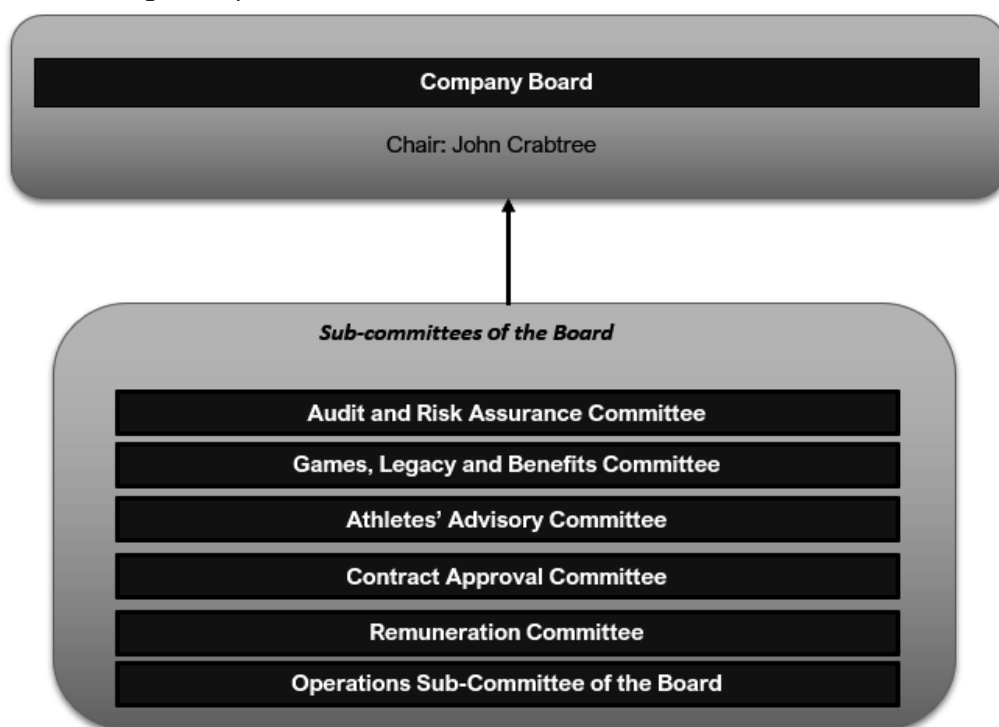 Company Board
Chair: John Crabtree
Sub-committees of the Board
Audit and Risk Assurance Committee
Games, Legacy and Benefits Committee
Athletes’ Advisory Committee
Contract Approval Committee
Remuneration Committee
Operations Sub-Committee of the Board